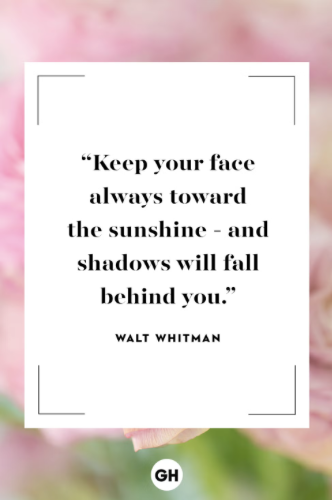 “Keep your face
always toward
the sunshine - and
shadows will fall
behind you.”
WALT WHITMAN
GH